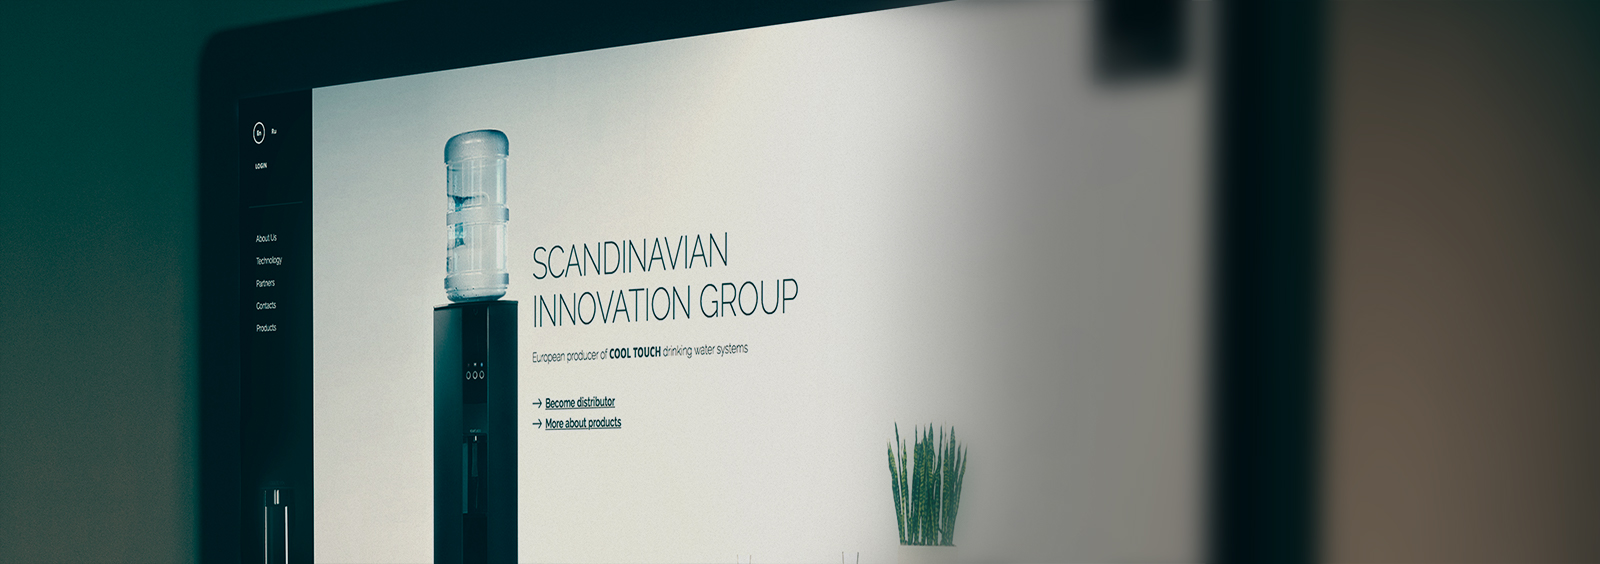 En Ru
LOGIN
About Us
Technology
Partners
Contacts
Products
SCANDINAVIAN
INNOVATION GROUP
European producer of COOL TOUCH drinking water systems
→ Become distributor
→ More about products